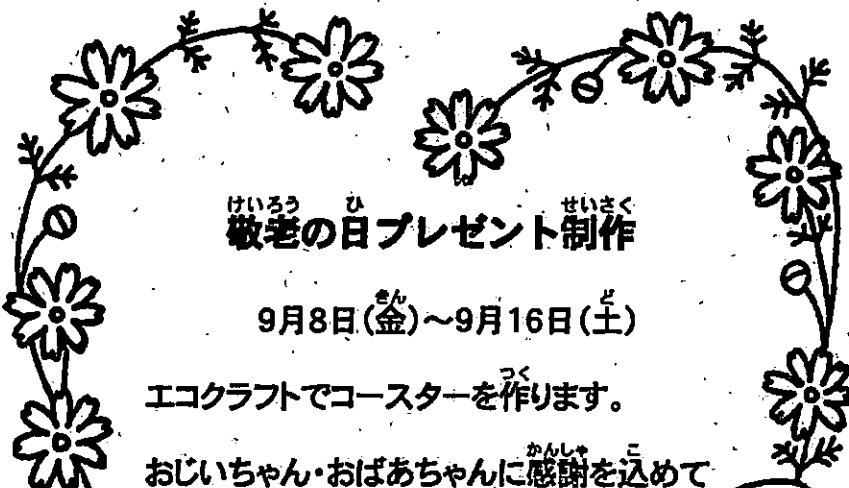 敬老の日プレゼント制作
9月8日(金)～9月16日(土)
エコクラフトでコースターを作ります。
おじいちゃん・おばあちゃんに感謝を込めて